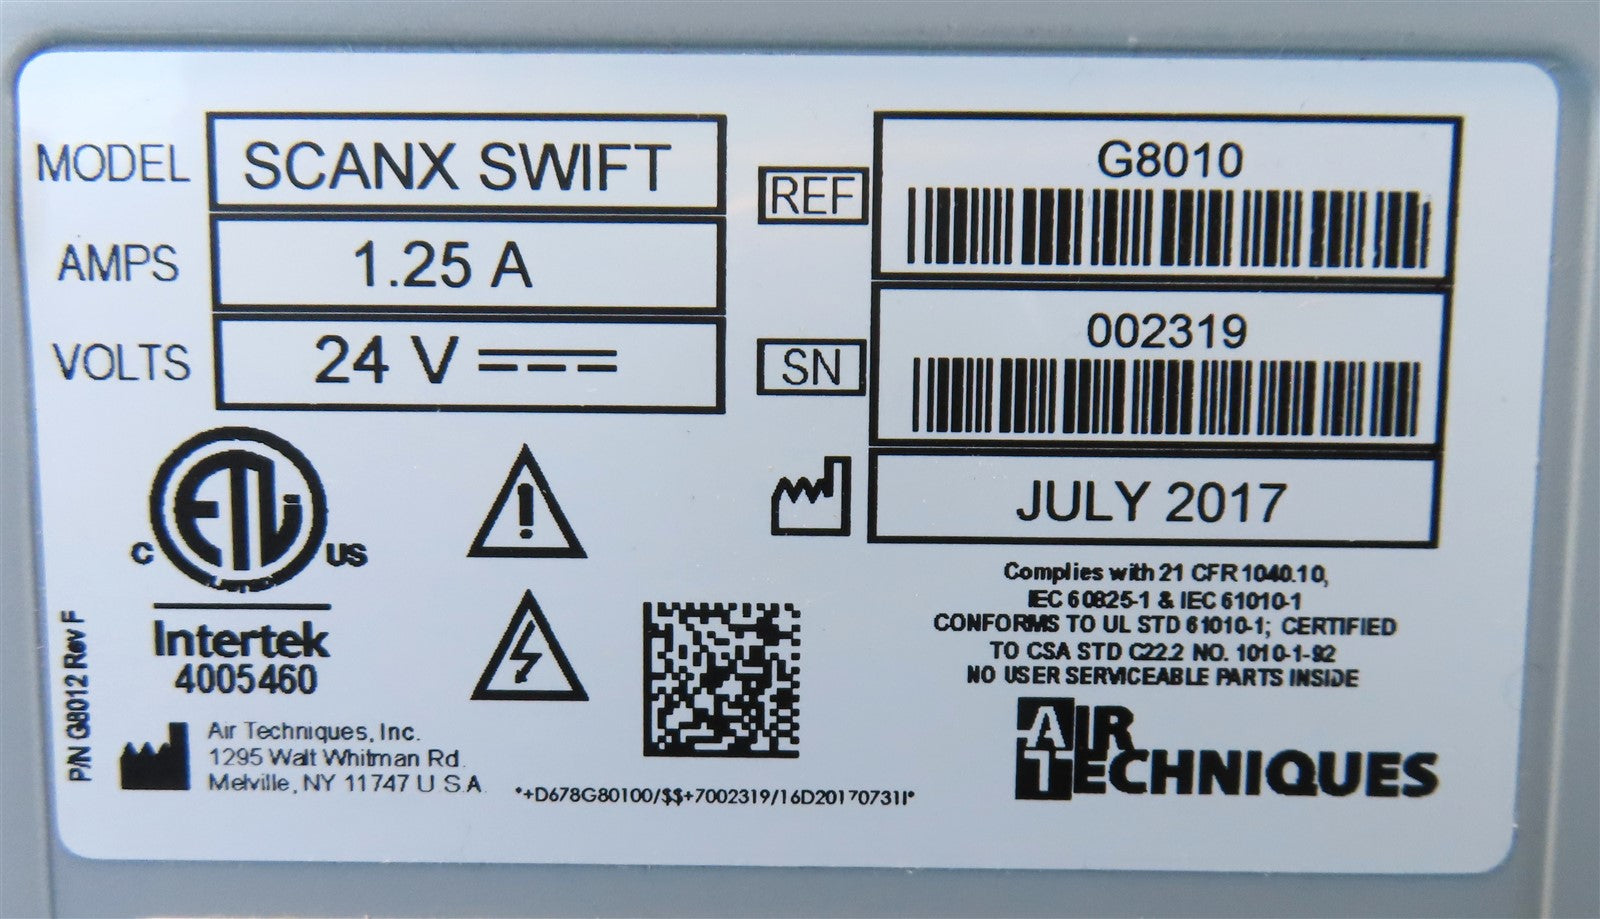 MODEL SCANX SWIFT
AMPS 1.25 A
VOLTS 24 V
REF G8010
SN 002319
JULY 2017
ETL
C US
Intertek
4005460
P/N G8012 Rev F
Air Techniques, Inc.
1295 Walt Whitman Rd.
Melville, NY 11747 U.S.A.
*+D678G80100/$$+7002319/16D20170731I*
Complies with 21 CFR 1040.10,
IEC 60825-1 & IEC 61010-1
CONFORMS TO UL STD 61010-1; CERTIFIED
TO CSA STD C22.2 NO. 1010-1-92
NO USER SERVICEABLE PARTS INSIDE
AIR
TECHNIQUES